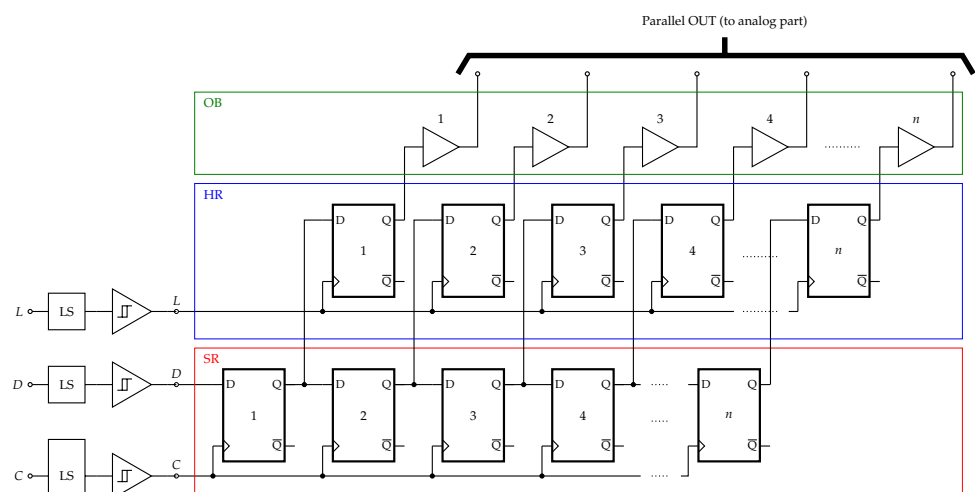 Parallel OUT (to analog part)
OB
1 2 3 4 n
HR
D Q D Q D Q D Q D Q
1 2 3 4 n
Q Q Q Q Q
L LS L
SR
D LS D
D Q D Q D Q D Q D Q
1 2 3 4 n
Q Q Q Q Q
C LS C